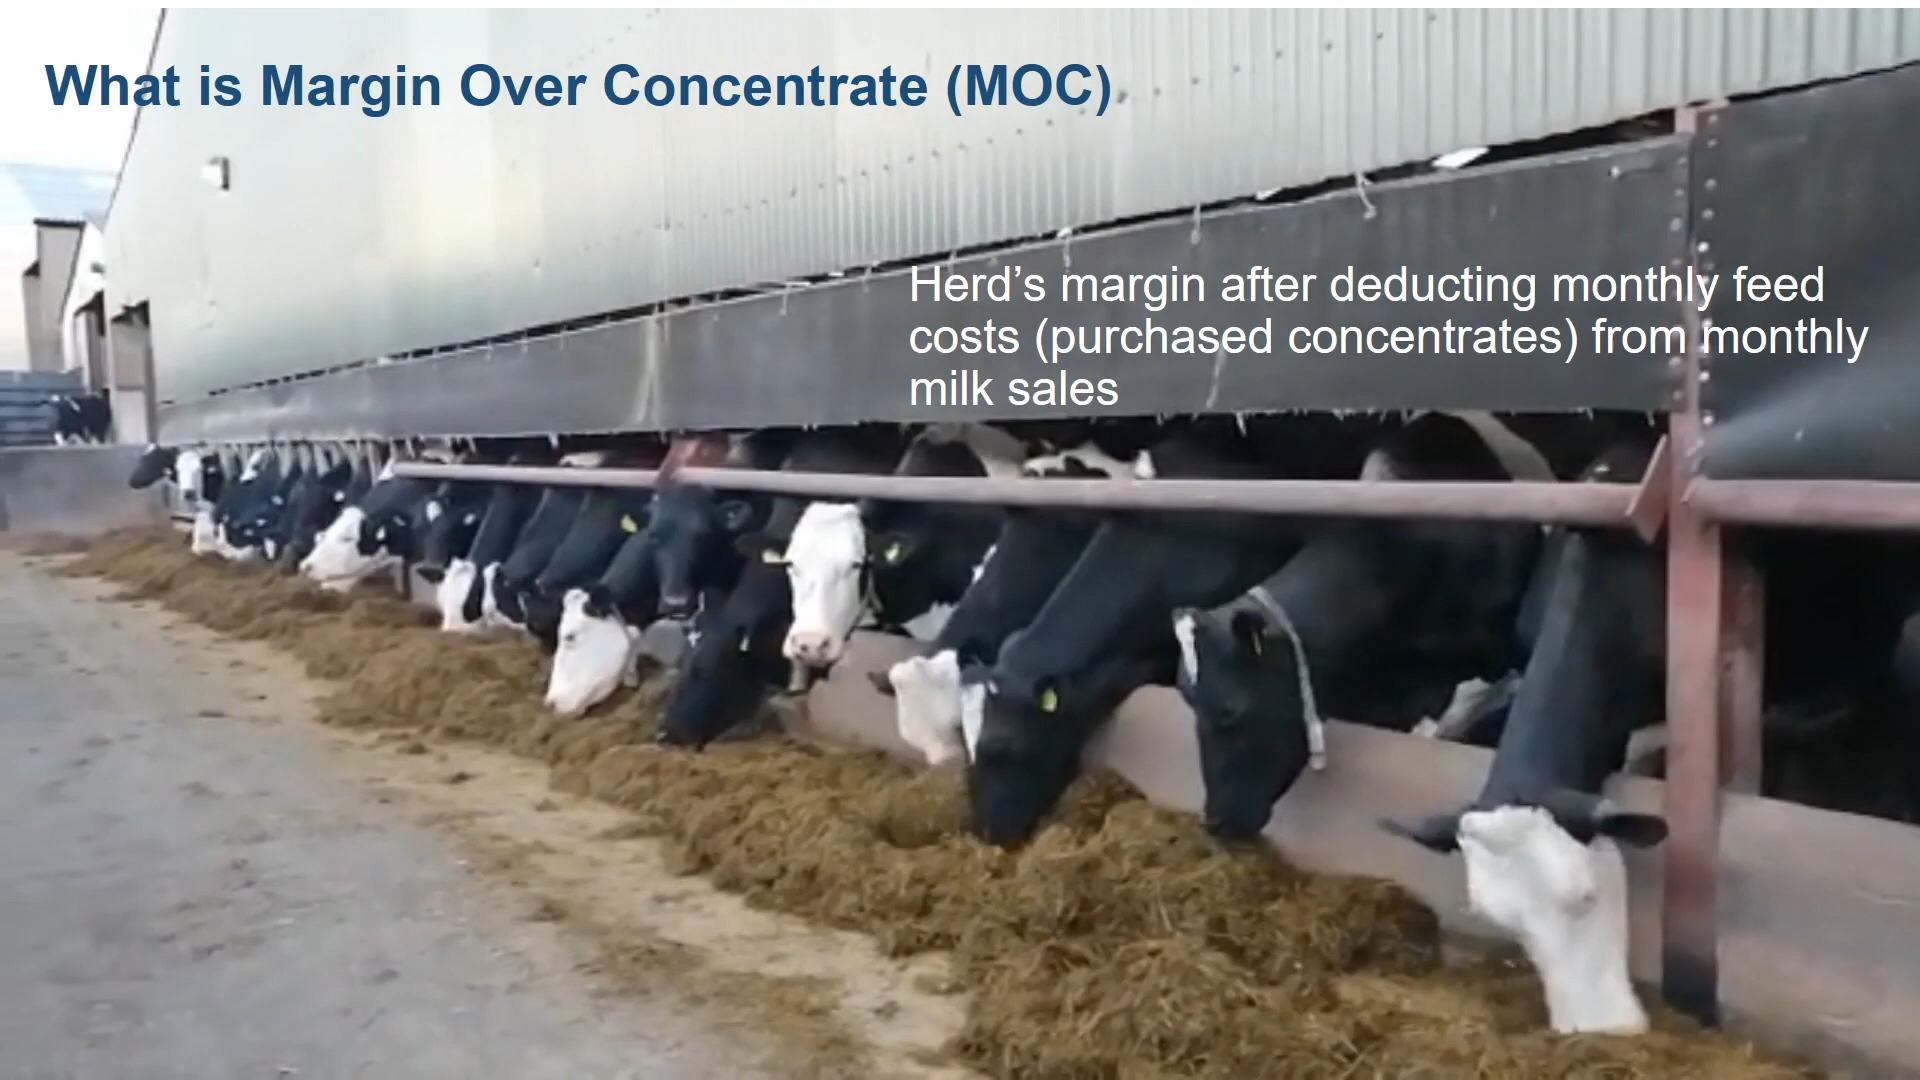 What is Margin Over Concentrate (MOC)
Herd’s margin after deducting monthly feed
costs (purchased concentrates) from monthly
milk sales